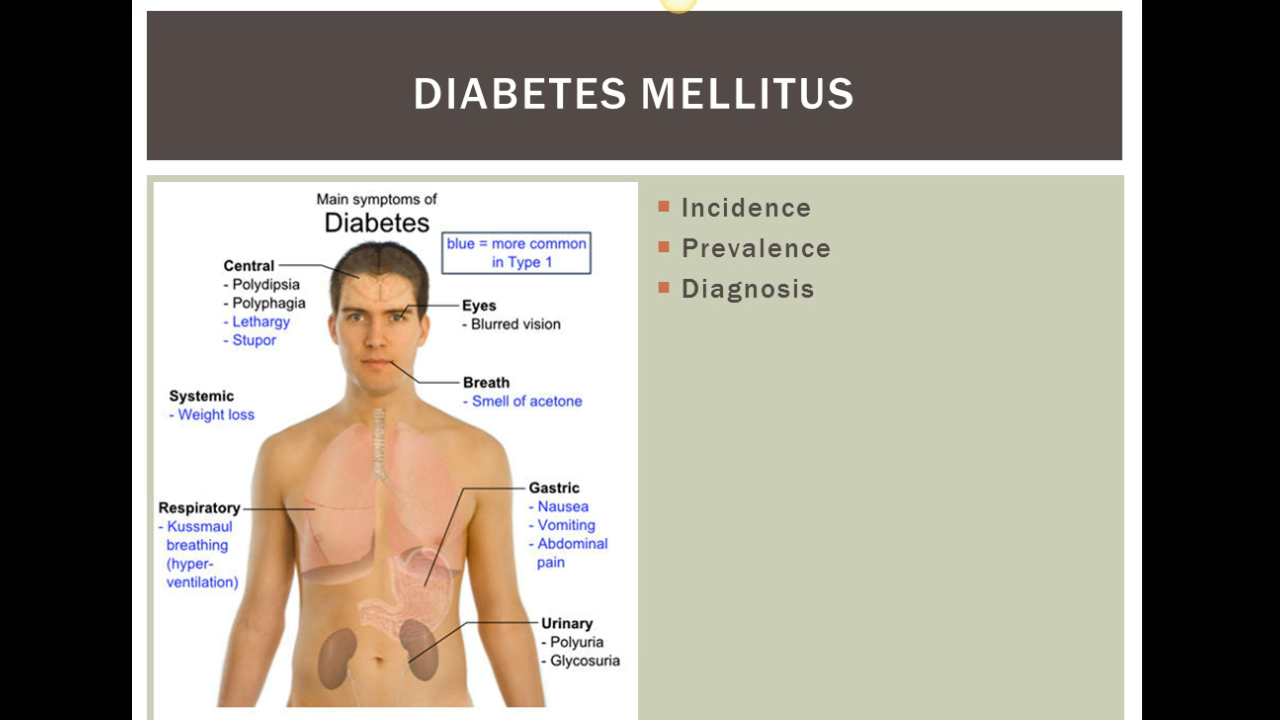 DIABETES MELLITUS
Main symptoms of
Diabetes
blue = more common
in Type 1
Central
- Polydipsia
- Polyphagia
- Lethargy
- Stupor
Eyes
- Blurred vision
Breath
- Smell of acetone
Systemic
- Weight loss
Respiratory
- Kussmaul
breathing
(hyper-
ventilation)
Gastric
- Nausea
- Vomiting
- Abdominal
pain
Urinary
- Polyuria
- Glycosuria
Incidence
Prevalence
Diagnosis